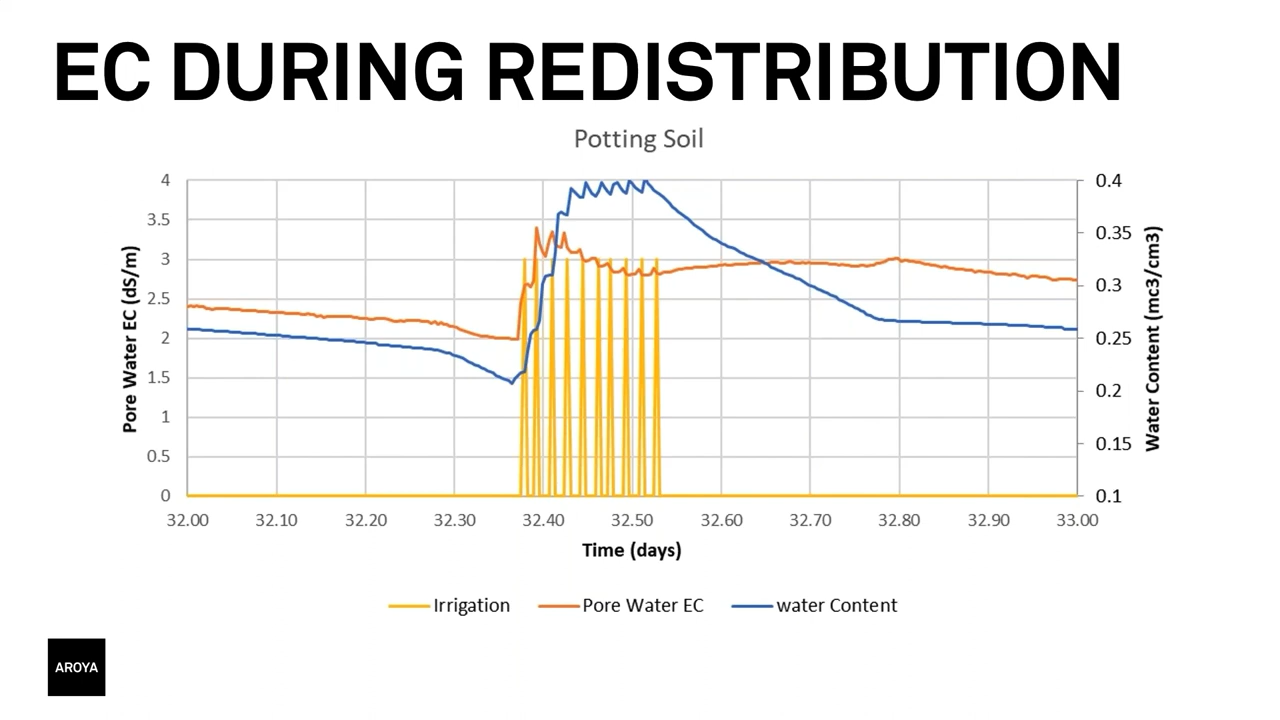 EC DURING REDISTRIBUTION
Potting Soil
4
3.5
3
2.5
2
1.5
1
0.5
0
Pore Water EC (dS/m)
0.4
0.35
0.3
0.25
0.2
0.15
0.1
Water Content (mc3/cm3)
32.00 32.10 32.20 32.30 32.40 32.50 32.60 32.70 32.80 32.90 33.00
Time (days)
Irrigation Pore Water EC water Content
AROYA